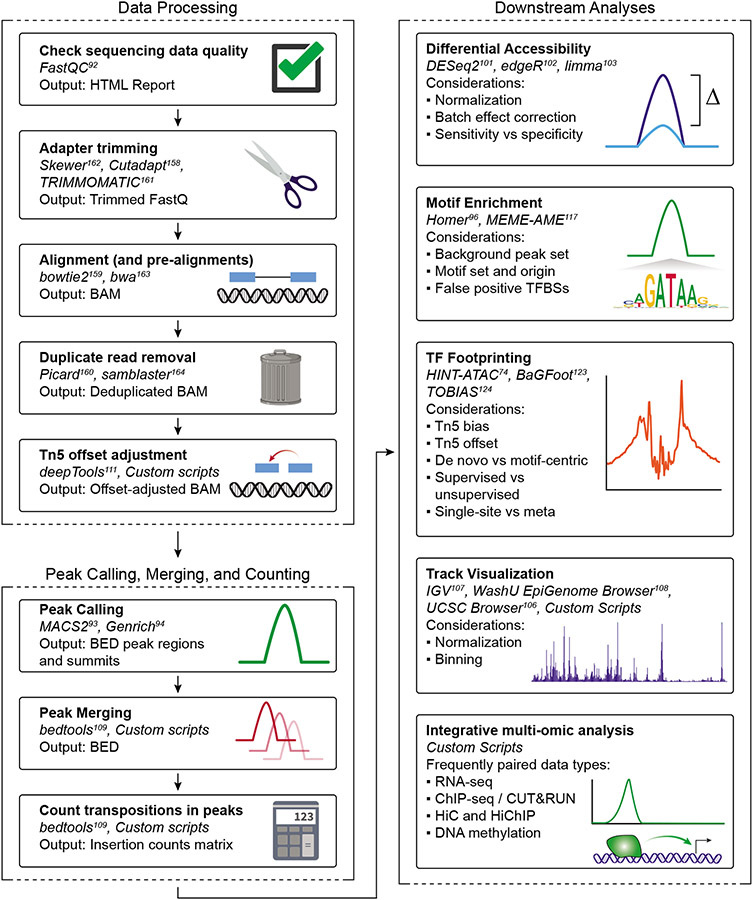 Data Processing
Check sequencing data quality
FastQC92
Output: HTML Report
Adapter trimming
Skewer162, Cutadapt158,
TRIMMOMATIC161
Output: Trimmed FastQ
Alignment (and pre-alignments)
bowtie2159, bwa163
Output: BAM
Duplicate read removal
Picard160, samblaster164
Output: Deduplicated BAM
Tn5 offset adjustment
deepTools111, Custom scripts
Output: Offset-adjusted BAM
Peak Calling, Merging, and Counting
Peak Calling
MACS293, Genrich94
Output: BED peak regions
and summits
Peak Merging
bedtools109, Custom scripts
Output: BED
Count transpositions in peaks
bedtools109, Custom scripts
Output: Insertion counts matrix
123
Downstream Analyses
Differential Accessibility
DESeq2101, edgeR102, limma103
Considerations:
▪ Normalization
▪ Batch effect correction
▪ Sensitivity vs specificity
Δ
Motif Enrichment
Homer96, MEME-AME117
Considerations:
▪ Background peak set
▪ Motif set and origin
▪ False positive TFBSs
GATAA
TF Footprinting
HINT-ATAC74, BaGFoot123,
TOBIAS124
Considerations:
▪ Tn5 bias
▪ Tn5 offset
▪ De novo vs motif-centric
▪ Supervised vs
unsupervised
▪ Single-site vs meta
Track Visualization
IGV107, WashU EpiGenome Browser108,
UCSC Browser106, Custom Scripts
Considerations:
▪ Normalization
▪ Binning
Integrative multi-omic analysis
Custom Scripts
Frequently paired data types:
▪ RNA-seq
▪ ChIP-seq / CUT&RUN
▪ HiC and HiChIP
▪ DNA methylation